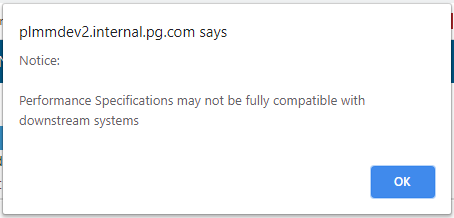 plmmdev2.internal.pg.com says
Notice:
Performance Specifications may not be fully compatible with
downstream systems
OK